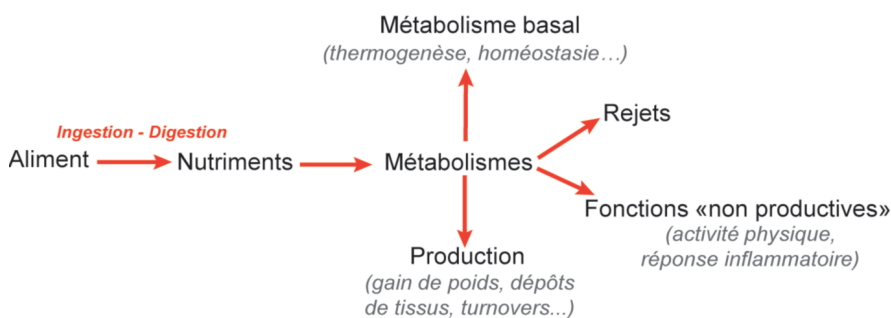 Métabolisme basal
(thermogenèse, homéostasie…)
Rejets
Ingestion - Digestion
Aliment
Nutriments
Métabolismes
Fonctions «non productives»
(activité physique,
réponse inflammatoire)
Production
(gain de poids, dépôts
de tissus, turnovers...)